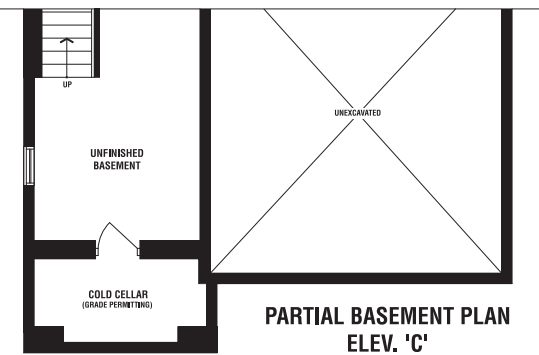 UP
UNEXCAVATED
UNFINISHED
BASEMENT
COLD CELLAR
(GRADE PERMITTING)
PARTIAL BASEMENT PLAN
ELEV. 'C'